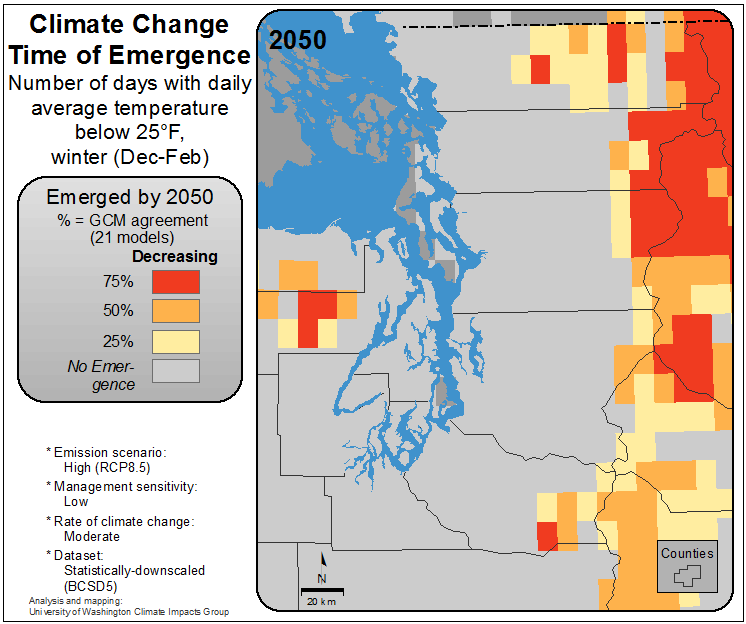 Climate Change
Time of Emergence
Number of days with daily
average temperature
below 25°F,
winter (Dec-Feb)
Emerged by 2050
% = GCM agreement
(21 models)
Decreasing
75%
50%
25%
No Emer-
gence
* Emission scenario:
High (RCP8.5)
* Management sensitivity:
Low
* Rate of climate change:
Moderate
* Dataset:
Statistically-downscaled
(BCSD5)
Analysis and mapping:
University of Washington Climate Impacts Group
2050
N
20 km
Counties